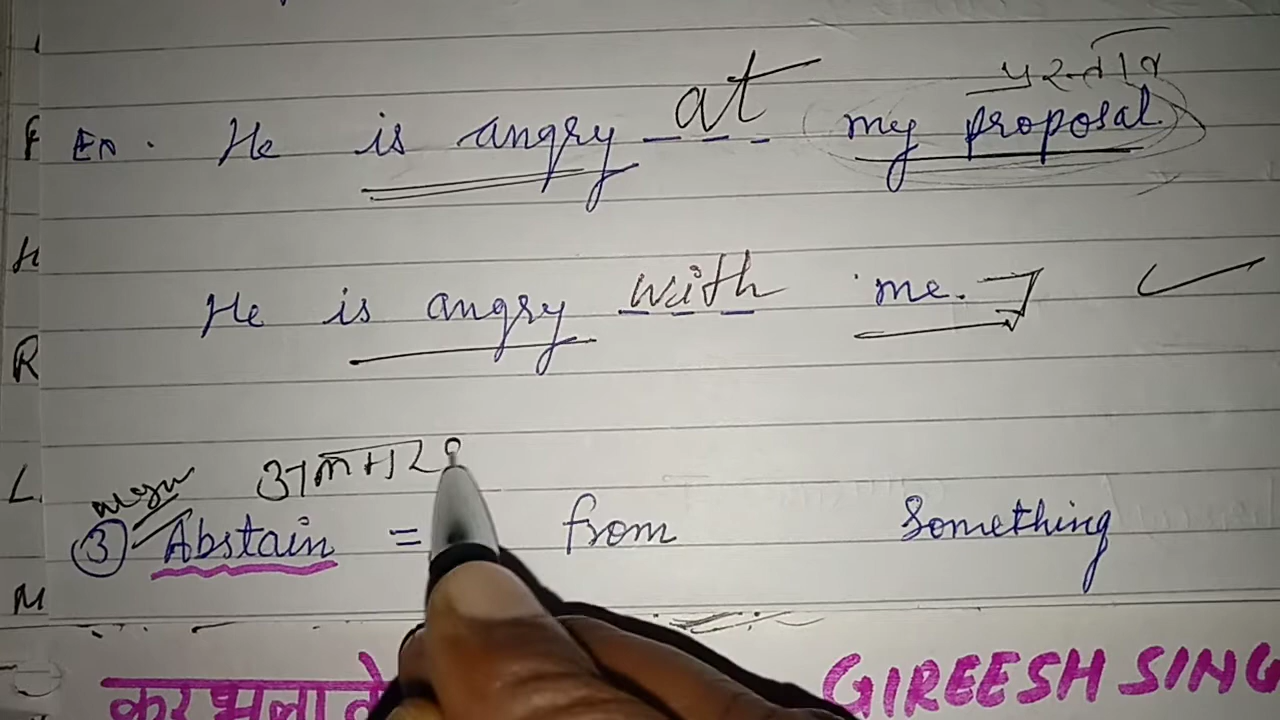 प्रस्ताव
Ex. He is angry at my proposal.
He is angry with me.
③ Abstain = from Something
करभला
GIREESH SING
F
H
R
L
M